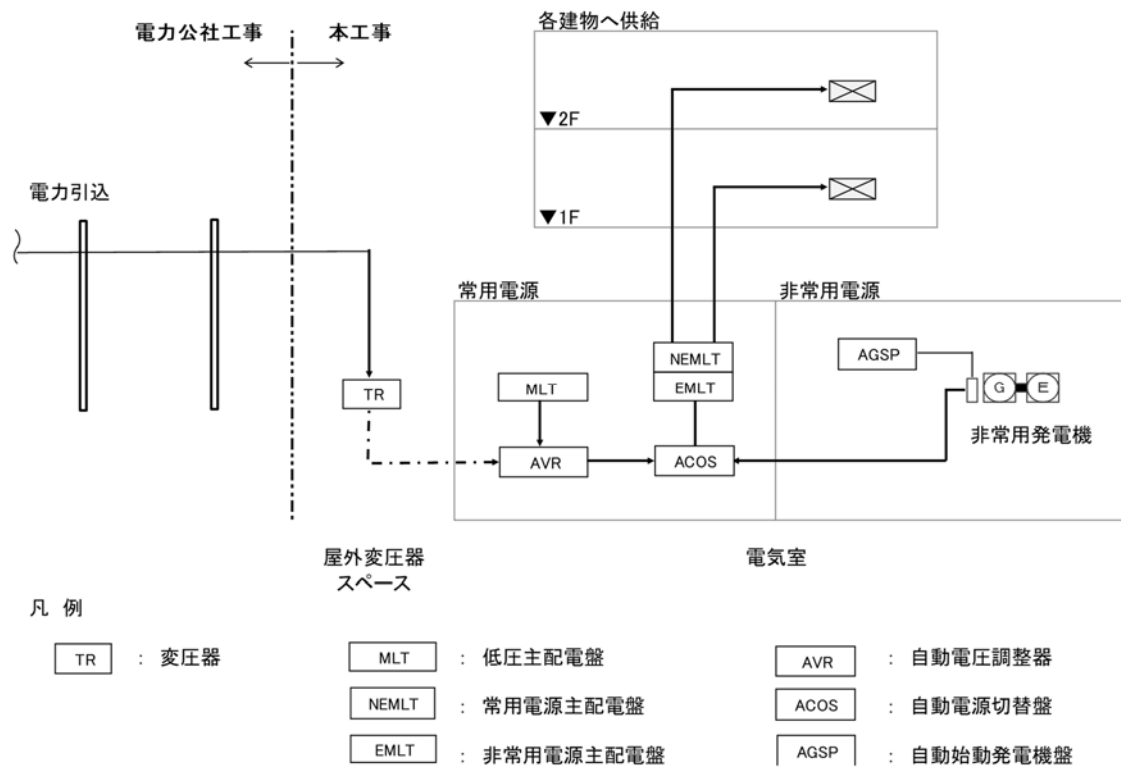 電力公社工事 本工事
各建物へ供給
▼2F
電力引込
▼1F
常用電源 非常用電源
NEMLT
AGSP
MLT
EMLT
TR
G E
非常用発電機
AVR
ACOS
屋外変圧器
スペース
電気室
凡 例
TR : 変圧器
MLT : 低圧主配電盤
AVR : 自動電圧調整器
NEMLT : 常用電源主配電盤
ACOS : 自動電源切替盤
EMLT : 非常用電源主配電盤
AGSP : 自動始動発電機盤